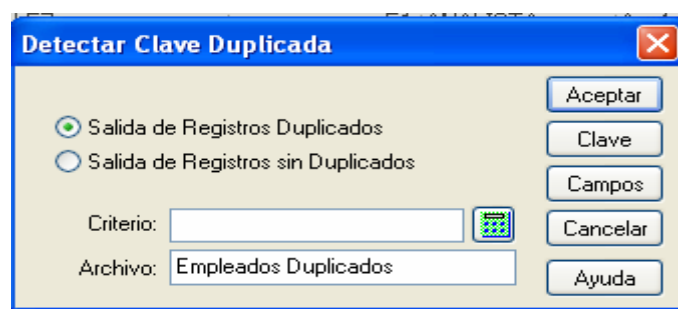 Detectar Clave Duplicada
Aceptar
Salida de Registros Duplicados
Clave
Salida de Registros sin Duplicados
Campos
Criterio:
Cancelar
Archivo: Empleados Duplicados
Ayuda